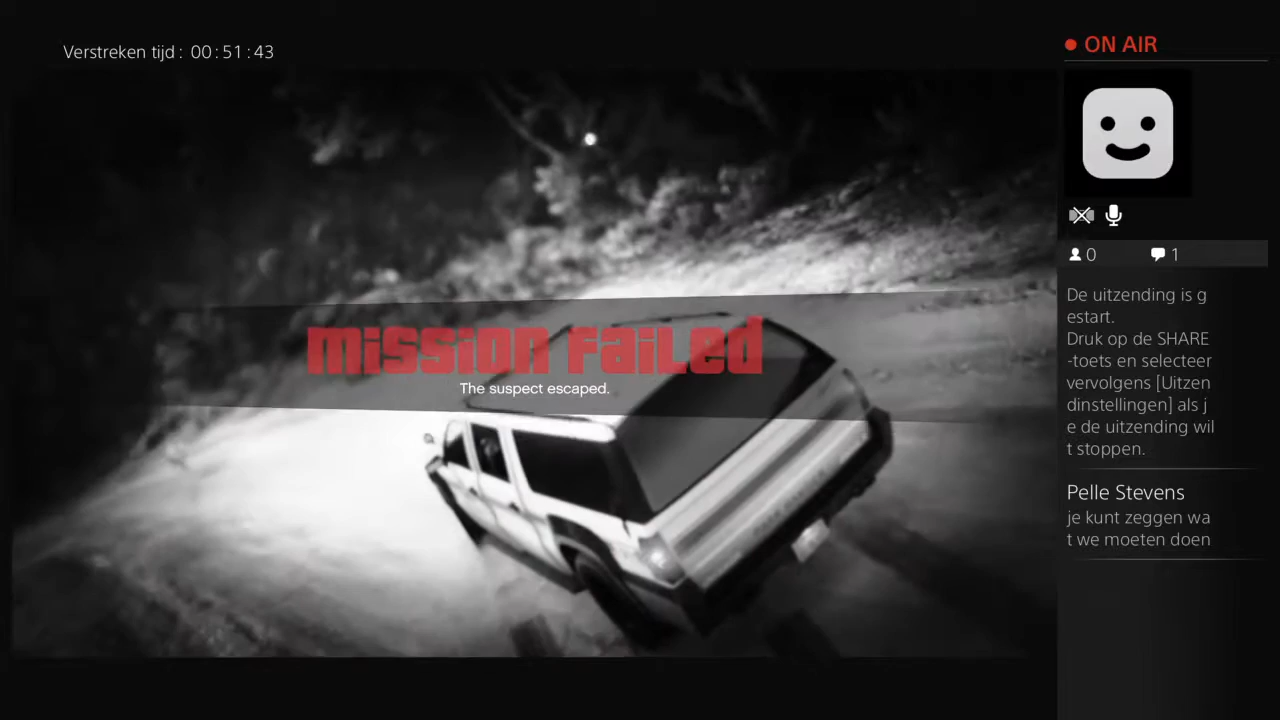 Verstreken tijd : 00:51:43
ON AIR
0 1
mission failed
The suspect escaped.
De uitzending is g
estart.
Druk op de SHARE
-toets en selecteer
vervolgens [Uitzen
dinstellingen] als j
e de uitzending wil
t stoppen.
Pelle Stevens
je kunt zeggen wa
t we moeten doen